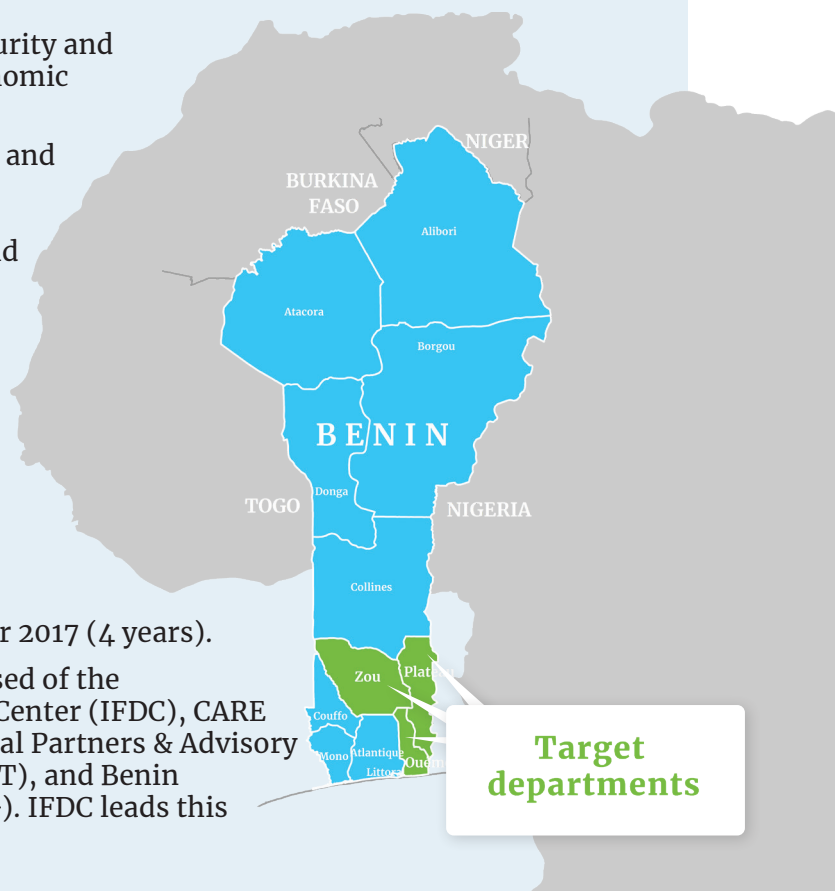 urity and
nomic
and
d
r 2017 (4 years).
sed of the
Center (IFDC), CARE
al Partners & Advisory
T), and Benin
). IFDC leads this
NIGER
BURKINA
FASO
Alibori
Atacora
Borgou
BENIN
Donga
TOGO
NIGERIA
Collines
Zou
Plateau
Couffo
Mono
Atlantique
Littoral
Target
departments